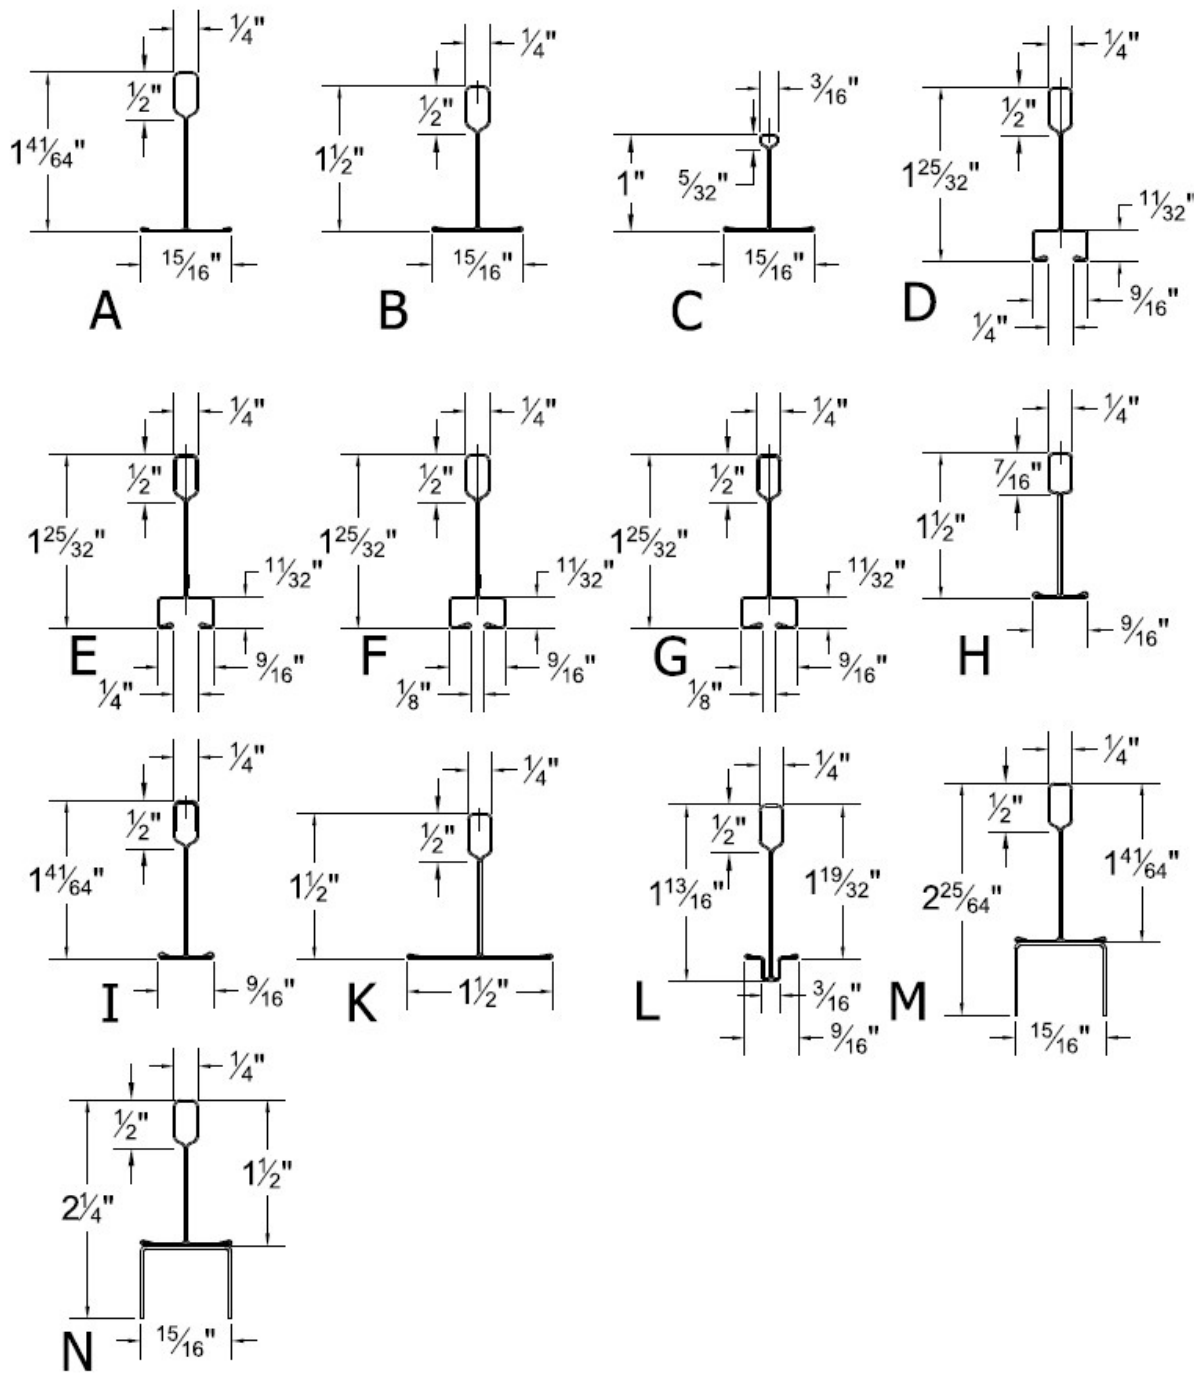 1/4" 1/4" 3/16" 1/4"
1/2" 1/2" 1/2"
1 41/64" 1 1/2" 1" 5/32" 1 25/32" 11/32"
15/16" 15/16" 15/16" 9/16"
A B C D 1/4"
1/4" 1/4" 1/4" 1/4"
1/2" 1/2" 1/2" 7/16"
1 25/32" 1 25/32" 1 25/32" 1 1/2"
11/32" 11/32" 11/32"
E 9/16" F 9/16" G 9/16" H 9/16"
1/4" 1/8" 1/8"
1/4" 1/4" 1/4" 1/4"
1/2" 1/2" 1/2" 1/2"
1 41/64" 1 1/2" 1 13/16" 1 19/32" 2 25/64" 1 41/64"
I 9/16" K 1 1/2" L 3/16" M
9/16" 15/16"
1/4"
1/2"
2 1/4" 1 1/2"
N 15/16"